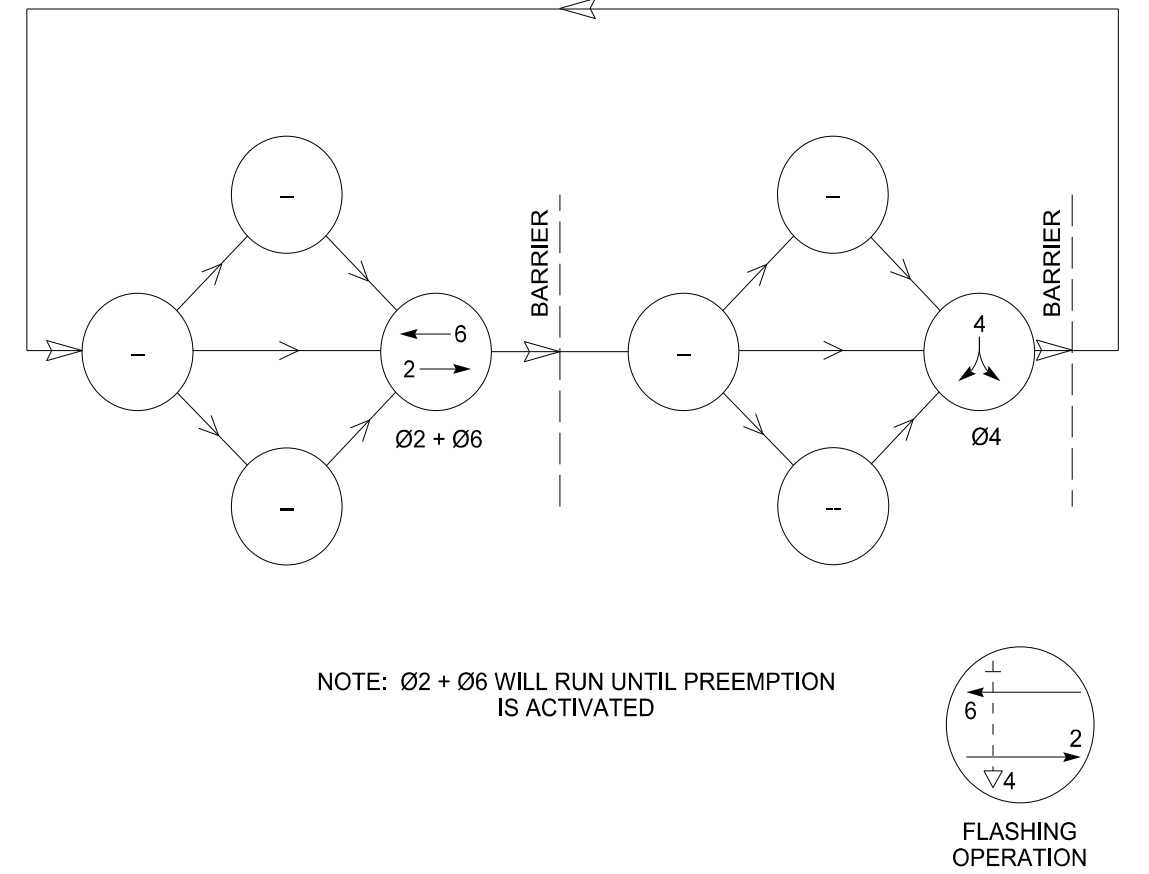 BARRIER
BARRIER
–
–
–
6
2
–
4
Ø2 + Ø6
Ø4
–
--
NOTE: Ø2 + Ø6 WILL RUN UNTIL PREEMPTION
IS ACTIVATED
6
2
4
FLASHING
OPERATION